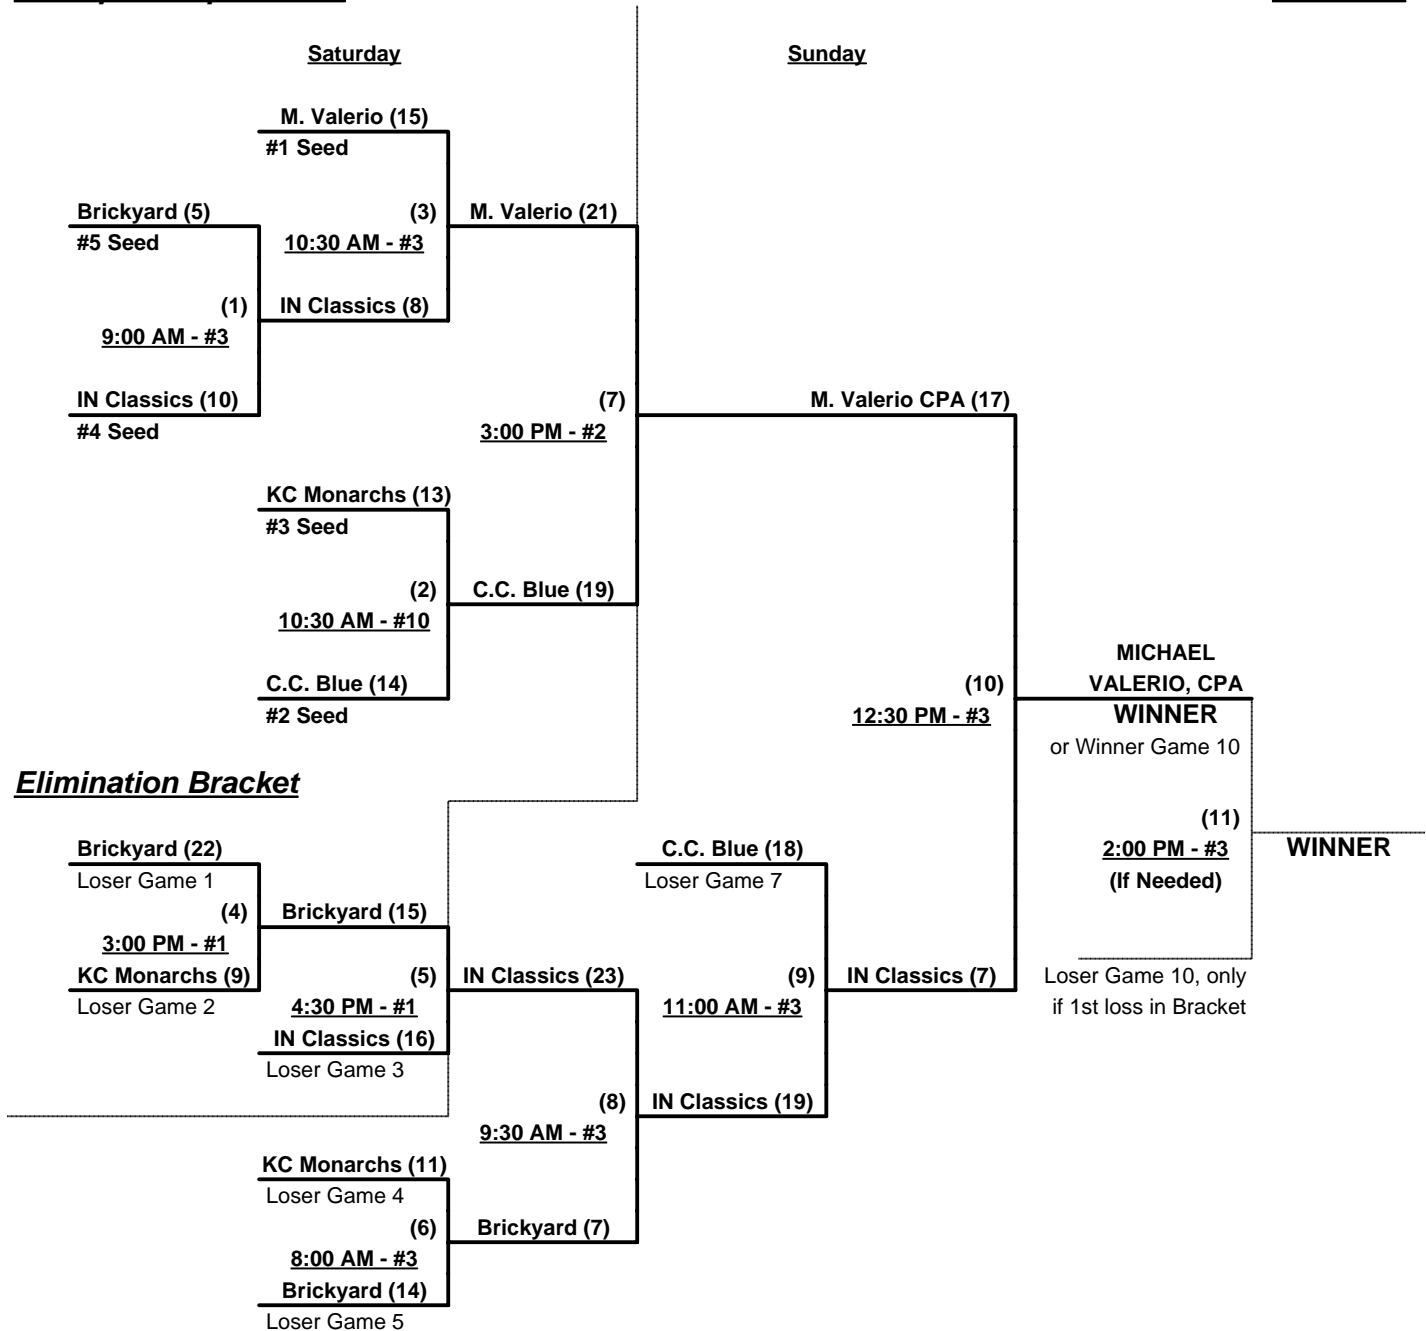 Saturday
Sunday
M. Valerio (15)
#1 Seed
Brickyard (5)
(3)
M. Valerio (21)
#5 Seed
10:30 AM - #3
(1)
IN Classics (8)
9:00 AM - #3
IN Classics (10)
(7)
M. Valerio CPA (17)
#4 Seed
3:00 PM - #2
KC Monarchs (13)
#3 Seed
(2)
C.C. Blue (19)
10:30 AM - #10
MICHAEL
C.C. Blue (14)
(10)
VALERIO, CPA
#2 Seed
12:30 PM - #3
WINNER
or Winner Game 10
Elimination Bracket
(11)
Brickyard (22)
C.C. Blue (18)
2:00 PM - #3
WINNER
Loser Game 1
Loser Game 7
(If Needed)
(4)
Brickyard (15)
3:00 PM - #1
KC Monarchs (9)
(5)
IN Classics (23)
(9)
IN Classics (7)
Loser Game 10, only
Loser Game 2
4:30 PM - #1
11:00 AM - #3
if 1st loss in Bracket
IN Classics (16)
Loser Game 3
(8)
IN Classics (19)
9:30 AM - #3
KC Monarchs (11)
Loser Game 4
(6)
Brickyard (7)
8:00 AM - #3
Brickyard (14)
Loser Game 5